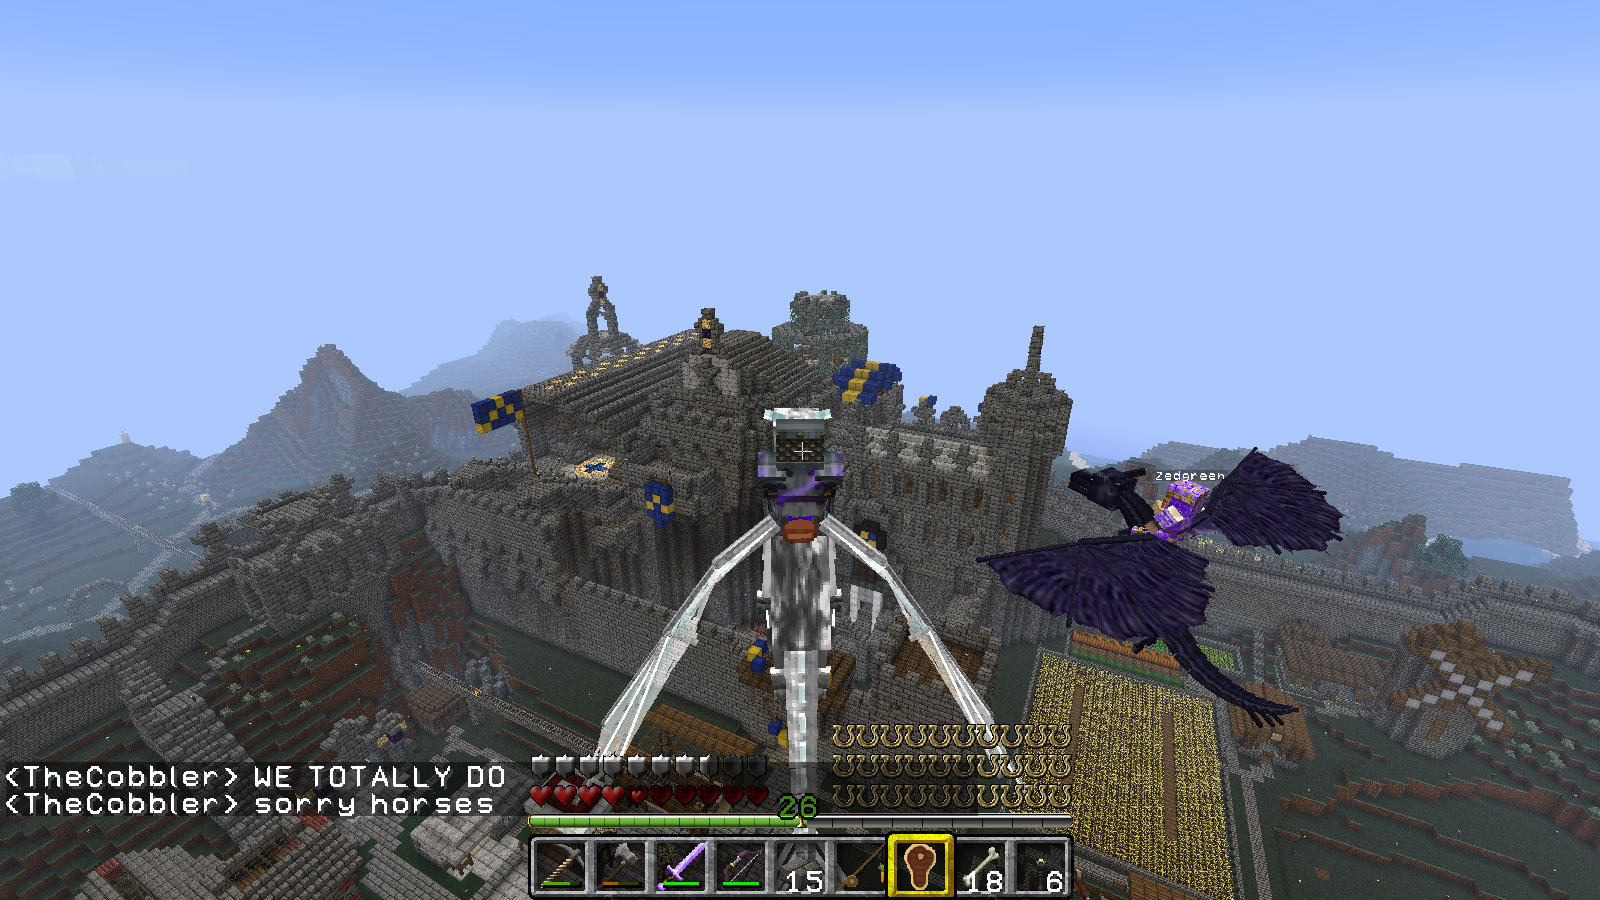 Zedgreen
<TheCobbler> WE TOTALLY DO
<TheCobbler> sorry horses
26
15
18
6